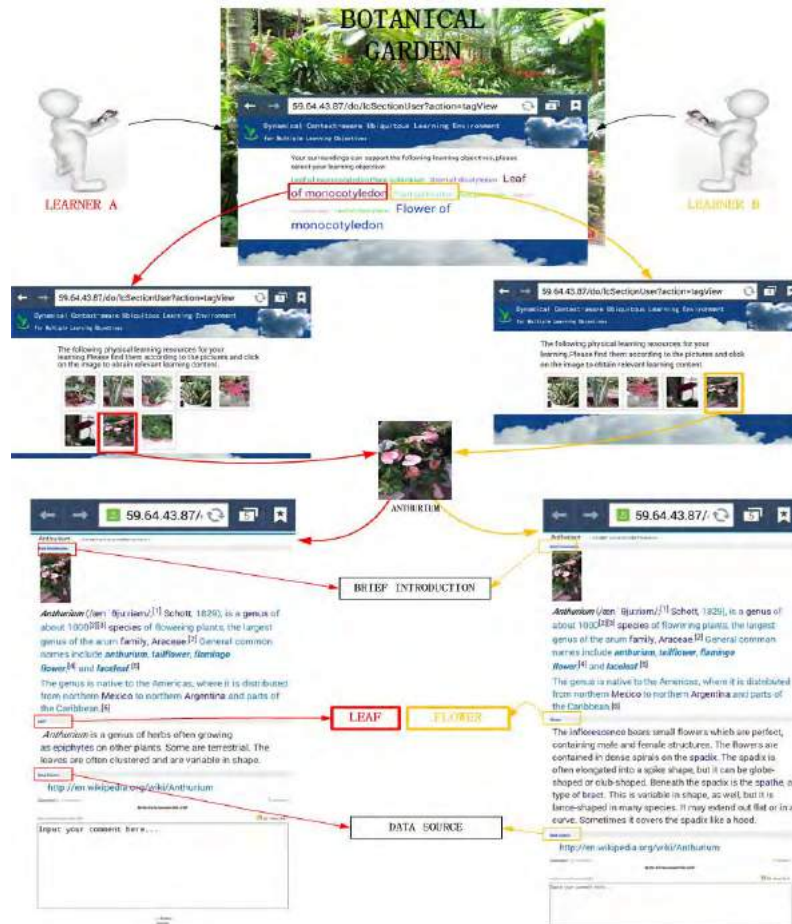 BOTANICAL
GARDEN
59.64.43.87/do/lcSectionUser?action=tagView
Dynamical Context-aware Ubiquitous Learning Environment
for Multiple Learning Objectives
Your surroundings can support the following learning objectives,please
select your learning objective
Leaf
of monocotyledon
Flower of
monocotyledon
LEARNER A
LEARNER B
59.64.43.87/do/lcSectionUser?action=tagView
Dynamical Context-aware Ubiquitous Learning Environment
for Multiple Learning Objectives
The following physical learning resources for your
learning.Please find them according to the pictures and click
on the image to obtain relevant learning content.
59.64.43.87/do/lcSectionUser?action=tagView
Dynamical Context-aware Ubiquitous Learning Environment
for Multiple Learning Objectives
The following physical learning resources for your
learning.Please find them according to the pictures and click
on the image to obtain relevant learning content.
ANTHURIUM
59.64.43.87/
5
Anthurium
Anthurium (/ænˈθjuːriəm/;[1] Schott, 1829), is a genus of
about 1000[2][3] species of flowering plants, the largest
genus of the arum family, Araceae.[2] General common
names include anthurium, tailflower, flamingo
flower,[4] and laceleaf.[5]
The genus is native to the Americas, where it is distributed
from northern Mexico to northern Argentina and parts of
the Caribbean.[6]
Anthurium is a genus of herbs often growing
as epiphytes on other plants. Some are terrestrial. The
leaves are often clustered and are variable in shape.
http://en.wikipedia.org/wiki/Anthurium
Input your comment here...
BRIEF INTRODUCTION
LEAF
FLOWER
DATA SOURCE
59.64.43.87/
5
Anthurium
Anthurium (/ænˈθjuːriəm/;[1] Schott, 1829), is a genus of
about 1000[2][3] species of flowering plants, the largest
genus of the arum family, Araceae.[2] General common
names include anthurium, tailflower, flamingo
flower,[4] and laceleaf.[5]
The genus is native to the Americas, where it is distributed
from northern Mexico to northern Argentina and parts of
the Caribbean.[6]
The inflorescence bears small flowers which are perfect,
containing male and female structures. The flowers are
contained in dense spirals on the spadix. The spadix is
often elongated into a spike shape, but it can be globe-
shaped or club-shaped. Beneath the spadix is the spathe, a
type of bract. This is variable in shape, as well, but it is
lance-shaped in many species. It may extend out flat or in a
curve. Sometimes it covers the spadix like a hood.
http://en.wikipedia.org/wiki/Anthurium